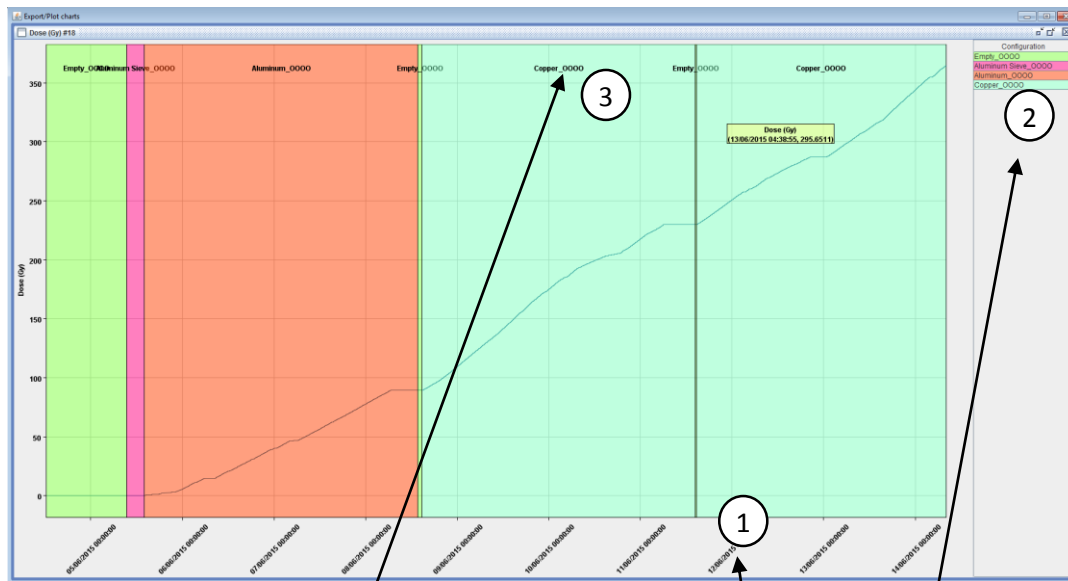 Export/Plot charts
Dose (Gy) #18
Empty_OOOO
Aluminum Sieve_OOOO
Aluminum_OOOO
Empty_OOOO
Copper_OOOO
Empty_OOOO
Copper_OOOO
Configuration
Empty_OOOO
Aluminum Sieve_OOOO
Aluminum_OOOO
Copper_OOOO
3
2
Dose (Gy)
(13/06/2015 04:38:55, 295.6511)
350
300
250
200
150
100
50
0
Dose (Gy)
1
05/06/2015 00:00:00
06/06/2015 00:00:00
07/06/2015 00:00:00
08/06/2015 00:00:00
09/06/2015 00:00:00
10/06/2015 00:00:00
11/06/2015 00:00:00
12/06/2015
13/06/2015 00:00:00
14/06/2015 00:00:00